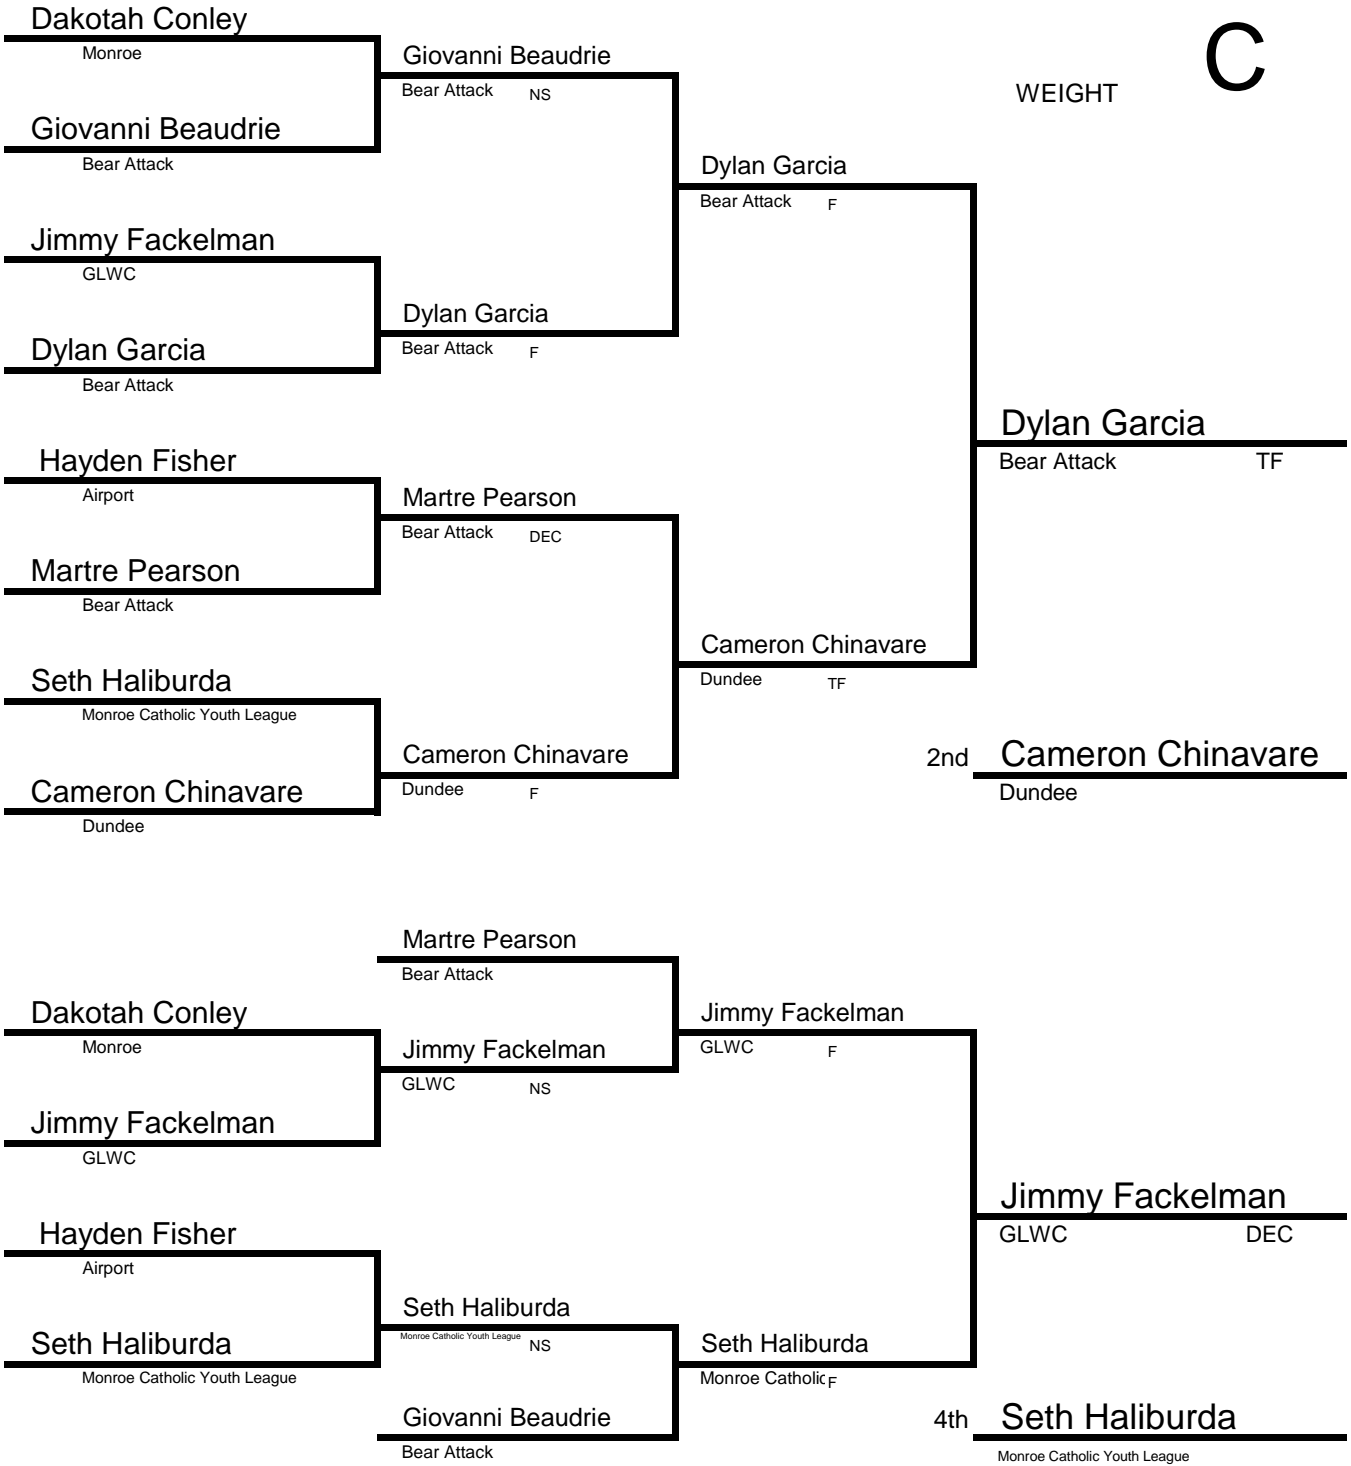 Dakotah Conley
Monroe
Giovanni Beaudrie
Bear Attack NS
C
WEIGHT
Giovanni Beaudrie
Bear Attack
Dylan Garcia
Bear Attack F
Jimmy Fackelman
GLWC
Dylan Garcia
Bear Attack F
Dylan Garcia
Bear Attack
Dylan Garcia
Bear Attack TF
Hayden Fisher
Airport
Martre Pearson
Bear Attack DEC
Martre Pearson
Bear Attack
Cameron Chinavare
Dundee TF
Seth Haliburda
Monroe Catholic Youth League
Cameron Chinavare
Dundee F
2nd Cameron Chinavare
Dundee
Cameron Chinavare
Dundee
Martre Pearson
Bear Attack
Dakotah Conley
Monroe
Jimmy Fackelman
GLWC F
Jimmy Fackelman
GLWC NS
Jimmy Fackelman
GLWC
Jimmy Fackelman
GLWC DEC
Hayden Fisher
Airport
Seth Haliburda
Monroe Catholic Youth League NS
Seth Haliburda
Monroe Catholic Youth League
Seth Haliburda
Monroe Catholic F
Giovanni Beaudrie
Bear Attack
4th Seth Haliburda
Monroe Catholic Youth League